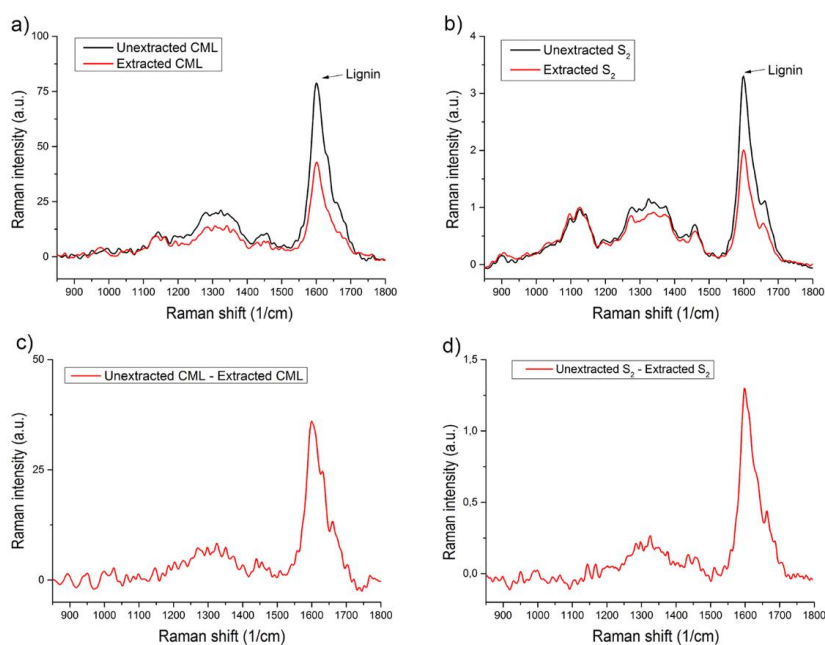 a)
100
75
50
25
0
Raman intensity (a.u.)
Unextracted CML
Extracted CML
Lignin
900 1000 1100 1200 1300 1400 1500 1600 1700 1800
Raman shift (1/cm)
b)
4
3
2
1
0
Raman intensity (a.u.)
Unextracted S₂
Extracted S₂
Lignin
900 1000 1100 1200 1300 1400 1500 1600 1700 1800
Raman shift (1/cm)
c)
50
25
0
Raman intensity (a.u.)
Unextracted CML - Extracted CML
900 1000 1100 1200 1300 1400 1500 1600 1700 1800
Raman shift (1/cm)
d)
1,5
1,0
0,5
0,0
Raman intensity (a.u.)
Unextracted S₂ - Extracted S₂
900 1000 1100 1200 1300 1400 1500 1600 1700 1800
Raman shift (1/cm)